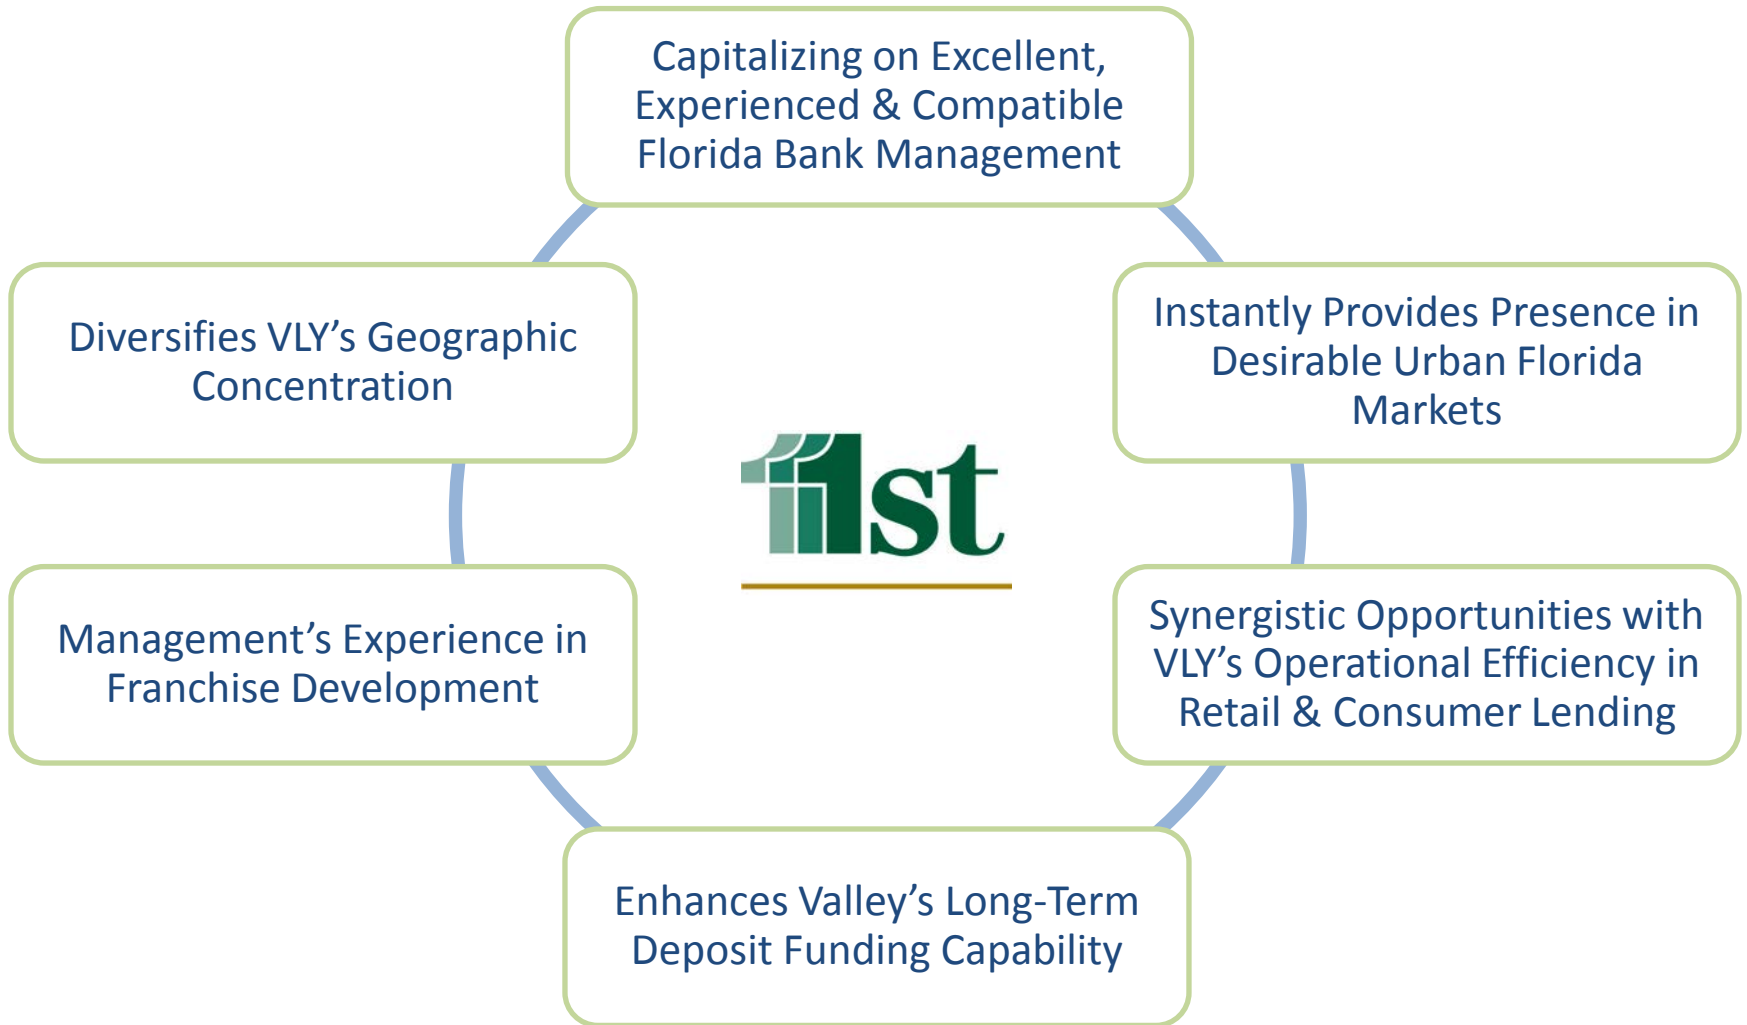 Capitalizing on Excellent,
Experienced & Compatible
Florida Bank Management
Diversifies VLY’s Geographic
Concentration
Instantly Provides Presence in
Desirable Urban Florida
Markets
1st
Management’s Experience in
Franchise Development
Synergistic Opportunities with
VLY’s Operational Efficiency in
Retail & Consumer Lending
Enhances Valley’s Long-Term
Deposit Funding Capability